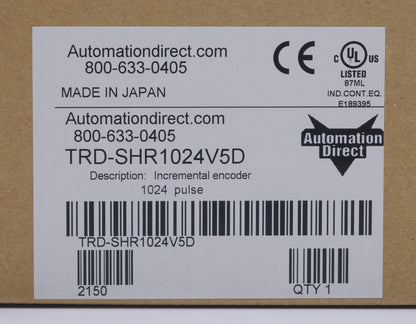 Automationdirect.com
800-633-0405
CE
C UL US
LISTED
87ML
IND.CONT.EQ.
E189395
MADE IN JAPAN
Automationdirect.com
800-633-0405
Automation
Direct
TRD-SHR1024V5D
Description: Incremental encoder
1024 pulse
TRD-SHR1024V5D
2150
QTY 1